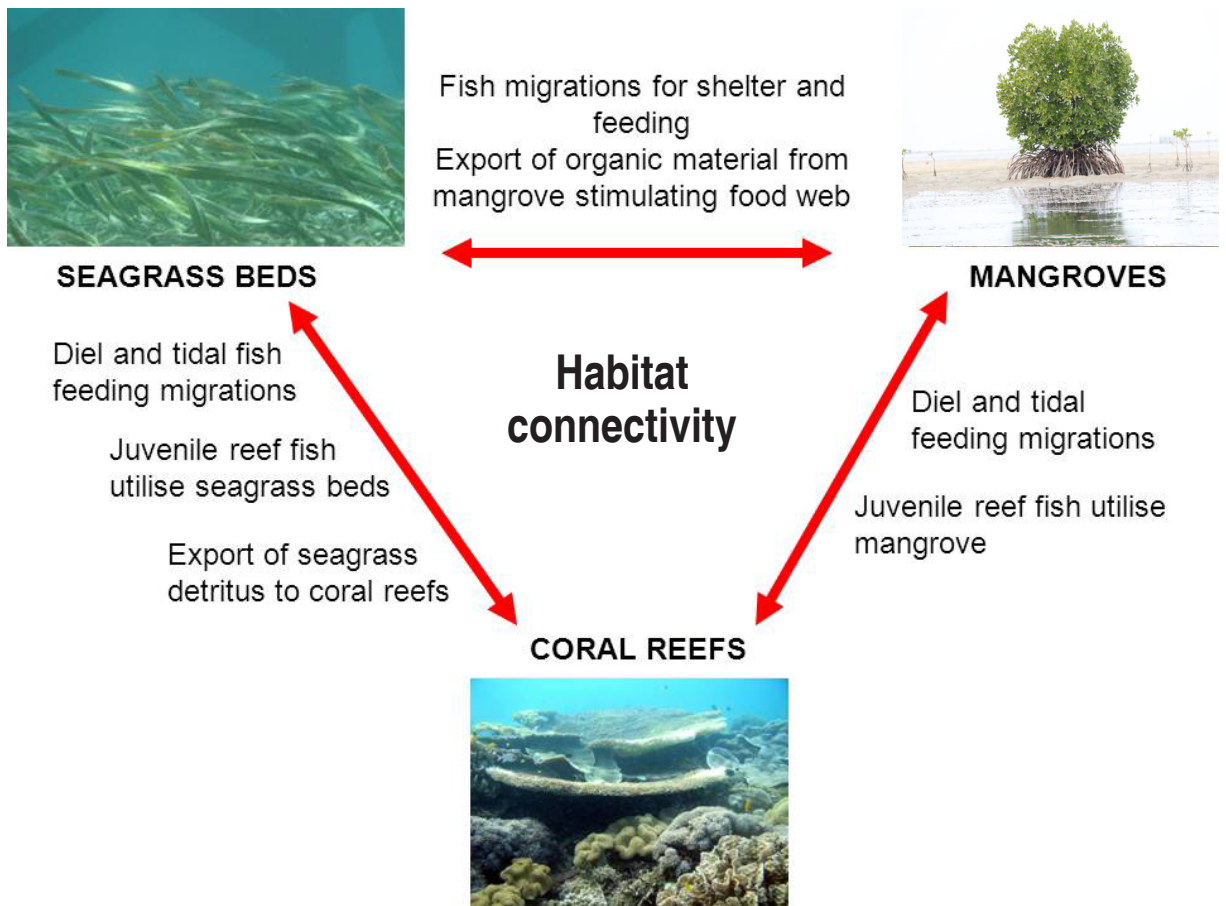 Fish migrations for shelter and
feeding
Export of organic material from
mangrove stimulating food web
SEAGRASS BEDS
MANGROVES
Diel and tidal fish
feeding migrations
Juvenile reef fish
utilise seagrass beds
Export of seagrass
detritus to coral reefs
Habitat
connectivity
Diel and tidal
feeding migrations
Juvenile reef fish utilise
mangrove
CORAL REEFS